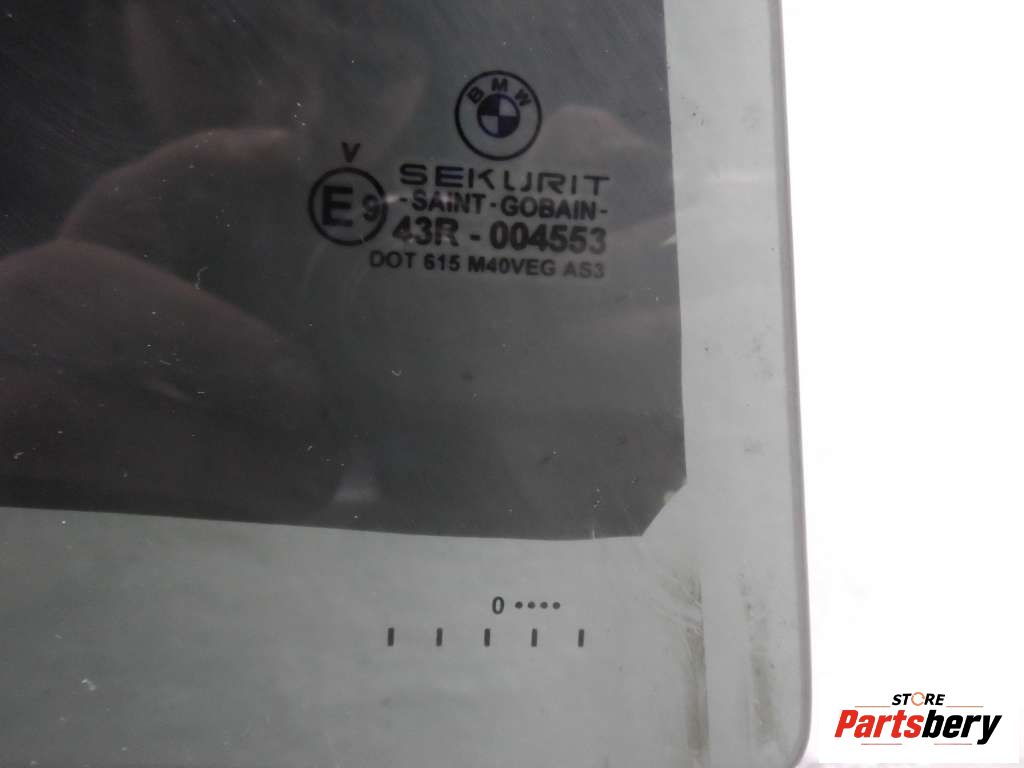 BMW
V
SEKURIT
-SAINT-GOBAIN-
E9
43R - 004553
DOT 615 M40VEG AS3
0 ••••
STORE
Partsbery